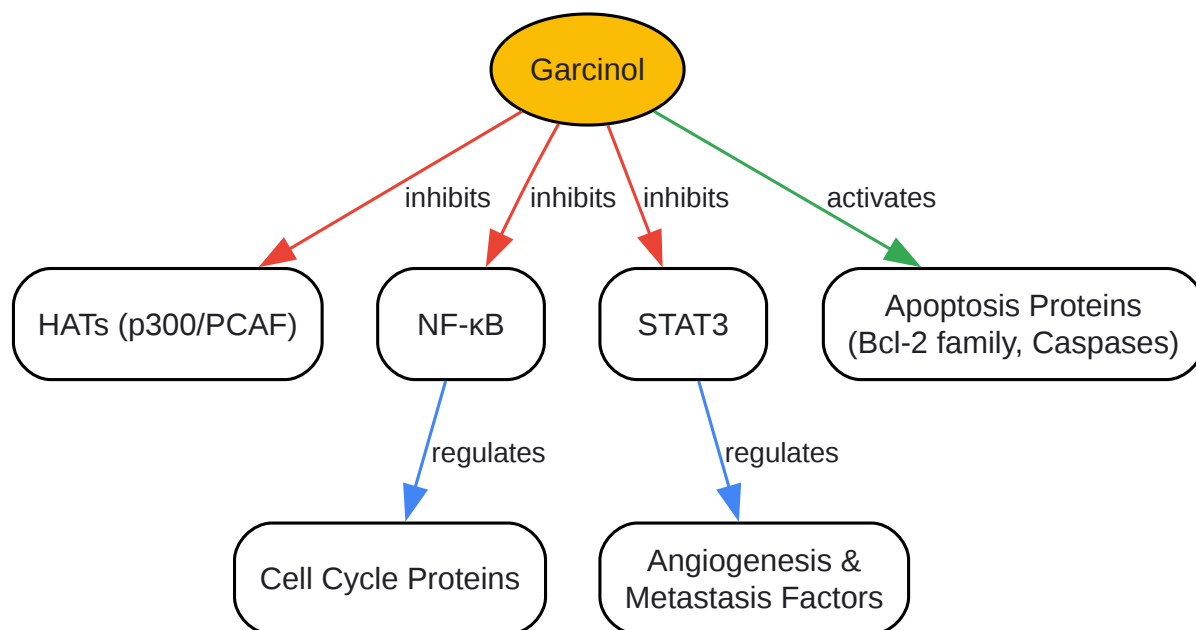 Garcinol
inhibits
inhibits
inhibits
activates
HATs (p300/PCAF)
NF-κB
STAT3
Apoptosis Proteins
(Bcl-2 family, Caspases)
regulates
regulates
Cell Cycle Proteins
Angiogenesis &
Metastasis Factors